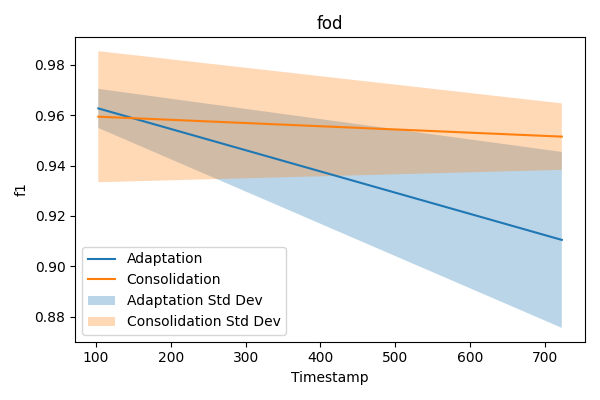 fod
0.98
0.96
0.94
0.92
0.90
0.88
f1
Adaptation
Consolidation
Adaptation Std Dev
Consolidation Std Dev
100 200 300 400 500 600 700
Timestamp